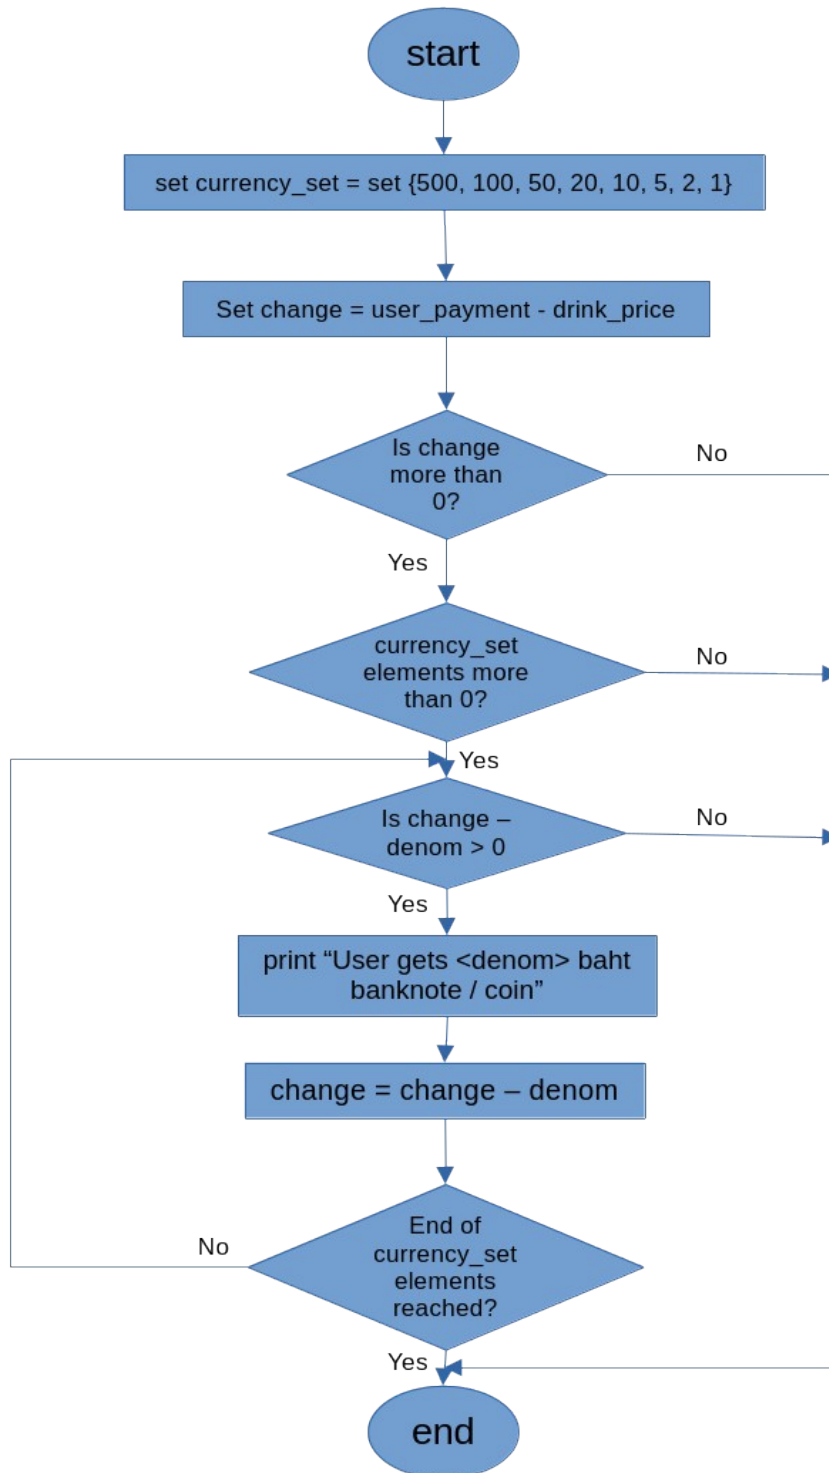 start
set currency_set = set {500, 100, 50, 20, 10, 5, 2, 1}
Set change = user_payment - drink_price
Is change
more than
0?
No
Yes
currency_set
elements more
than 0?
No
Yes
Is change –
denom > 0
No
Yes
print “User gets <denom> baht
banknote / coin”
change = change – denom
End of
currency_set
elements
reached?
No
Yes
end